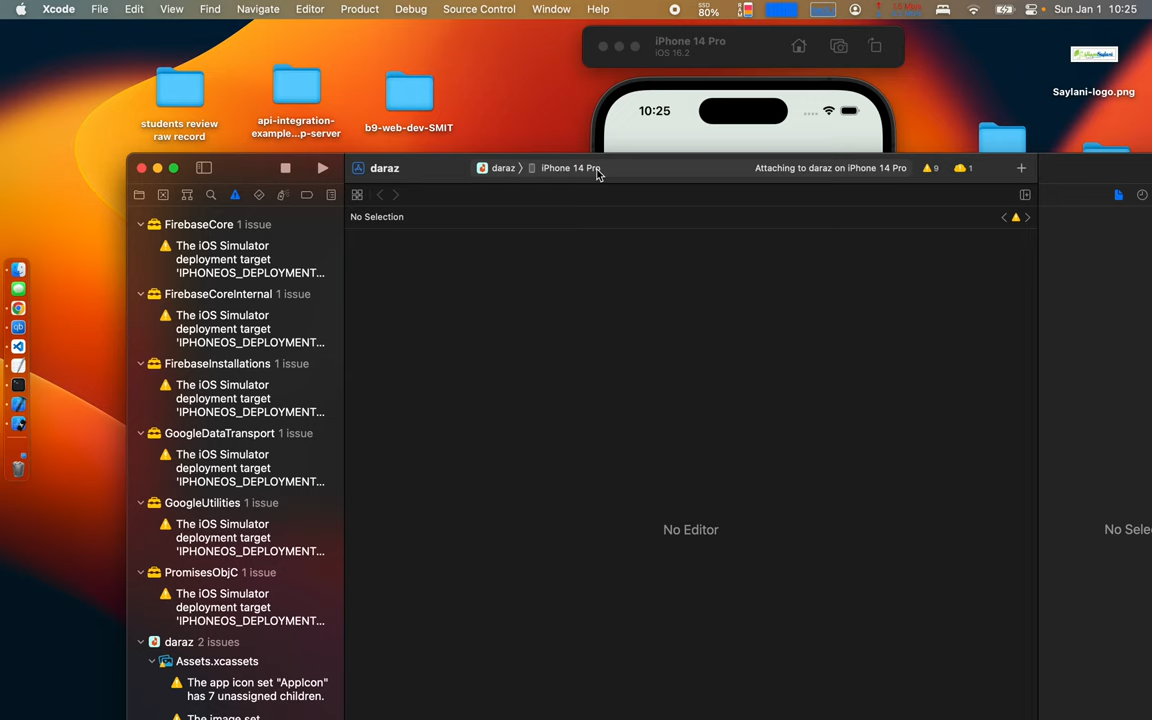 Xcode File Edit View Find Navigate Editor Product Debug Source Control Window Help
SSD 80%
Sun Jan 1 10:25
iPhone 14 Pro
iOS 16.2
10:25
students review raw record
api-integration-example...p-server
b9-web-dev-SMIT
Saylani-logo.png
daraz
daraz 〉 iPhone 14 Pro
Attaching to daraz on iPhone 14 Pro
9
1
No Selection
FirebaseCore 1 issue
The iOS Simulator
deployment target
'IPHONEOS_DEPLOYMENT...
FirebaseCoreInternal 1 issue
The iOS Simulator
deployment target
'IPHONEOS_DEPLOYMENT...
FirebaseInstallations 1 issue
The iOS Simulator
deployment target
'IPHONEOS_DEPLOYMENT...
GoogleDataTransport 1 issue
The iOS Simulator
deployment target
'IPHONEOS_DEPLOYMENT...
GoogleUtilities 1 issue
The iOS Simulator
deployment target
'IPHONEOS_DEPLOYMENT...
PromisesObjC 1 issue
The iOS Simulator
deployment target
'IPHONEOS_DEPLOYMENT...
daraz 2 issues
Assets.xcassets
The app icon set "AppIcon"
has 7 unassigned children.
The image set
No Editor
No Sele